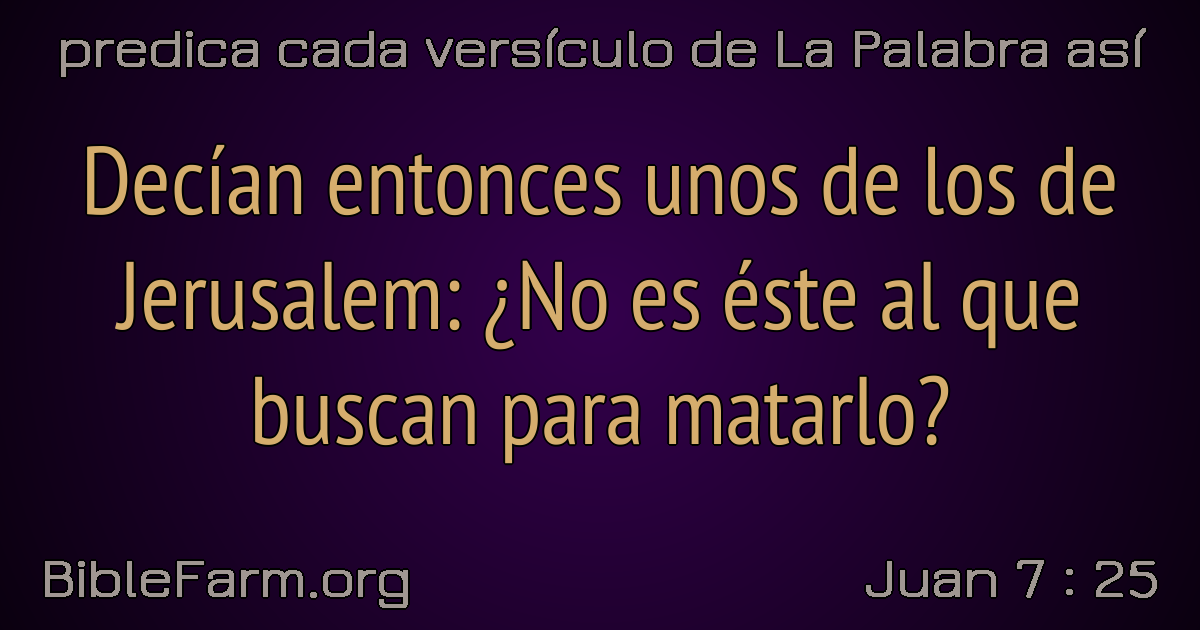 predica cada versículo de La Palabra así
Decían entonces unos de los de
Jerusalem: ¿No es éste al que
buscan para matarlo?
BibleFarm.org
Juan 7 : 25